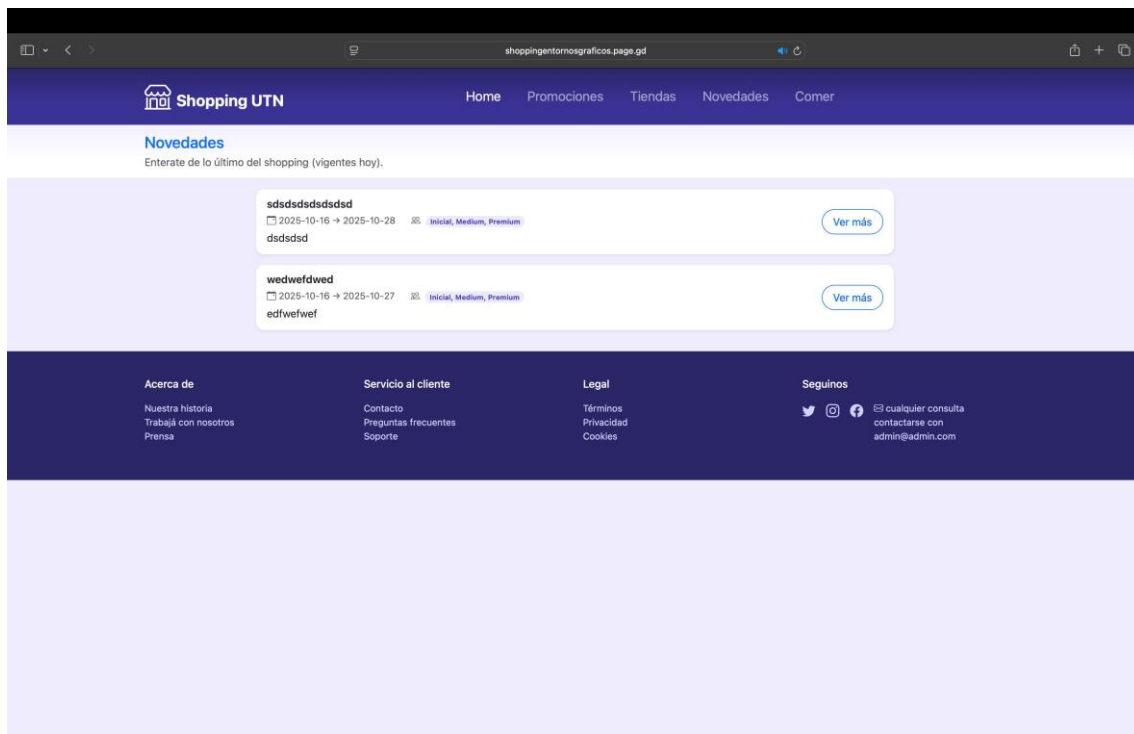 shoppingentornosgraficos.page.gd
Shopping UTN
Home Promociones Tiendas Novedades Comer
Novedades
Enterate de lo último del shopping (vigentes hoy).
sdsdsdsdsdsdsd
2025-10-16 → 2025-10-28 Inicial, Medium, Premium
dsdsdsd
Ver más
wedwefdwed
2025-10-16 → 2025-10-27 Inicial, Medium, Premium
edfwefwef
Ver más
Acerca de
Nuestra historia
Trabajá con nosotros
Prensa
Servicio al cliente
Contacto
Preguntas frecuentes
Soporte
Legal
Términos
Privacidad
Cookies
Seguinos
cualquier consulta
contactarse con
admin@admin.com